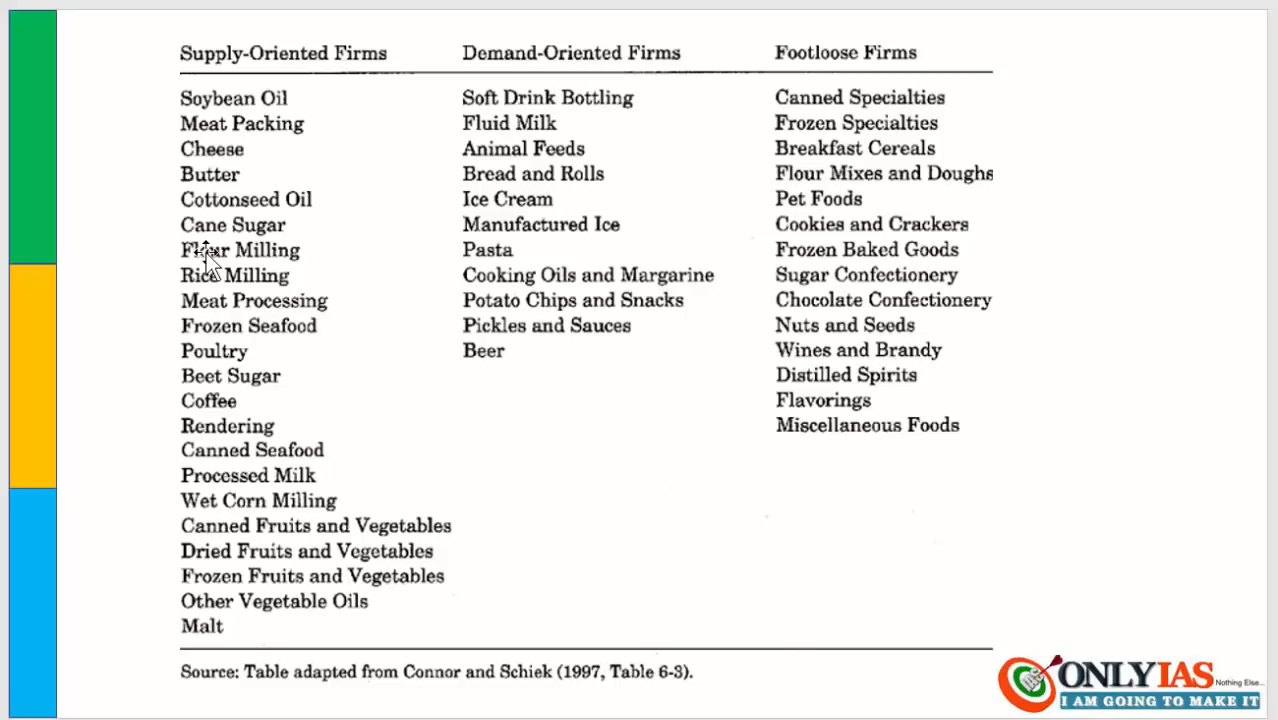 Supply-Oriented Firms
Soybean Oil
Meat Packing
Cheese
Butter
Cottonseed Oil
Cane Sugar
Flour Milling
Rice Milling
Meat Processing
Frozen Seafood
Poultry
Beet Sugar
Coffee
Rendering
Canned Seafood
Processed Milk
Wet Corn Milling
Canned Fruits and Vegetables
Dried Fruits and Vegetables
Frozen Fruits and Vegetables
Other Vegetable Oils
Malt
Demand-Oriented Firms
Soft Drink Bottling
Fluid Milk
Animal Feeds
Bread and Rolls
Ice Cream
Manufactured Ice
Pasta
Cooking Oils and Margarine
Potato Chips and Snacks
Pickles and Sauces
Beer
Footloose Firms
Canned Specialties
Frozen Specialties
Breakfast Cereals
Flour Mixes and Doughs
Pet Foods
Cookies and Crackers
Frozen Baked Goods
Sugar Confectionery
Chocolate Confectionery
Nuts and Seeds
Wines and Brandy
Distilled Spirits
Flavorings
Miscellaneous Foods
Source: Table adapted from Connor and Schiek (1997, Table 6-3).
ONLY IAS Nothing Else...
I AM GOING TO MAKE IT